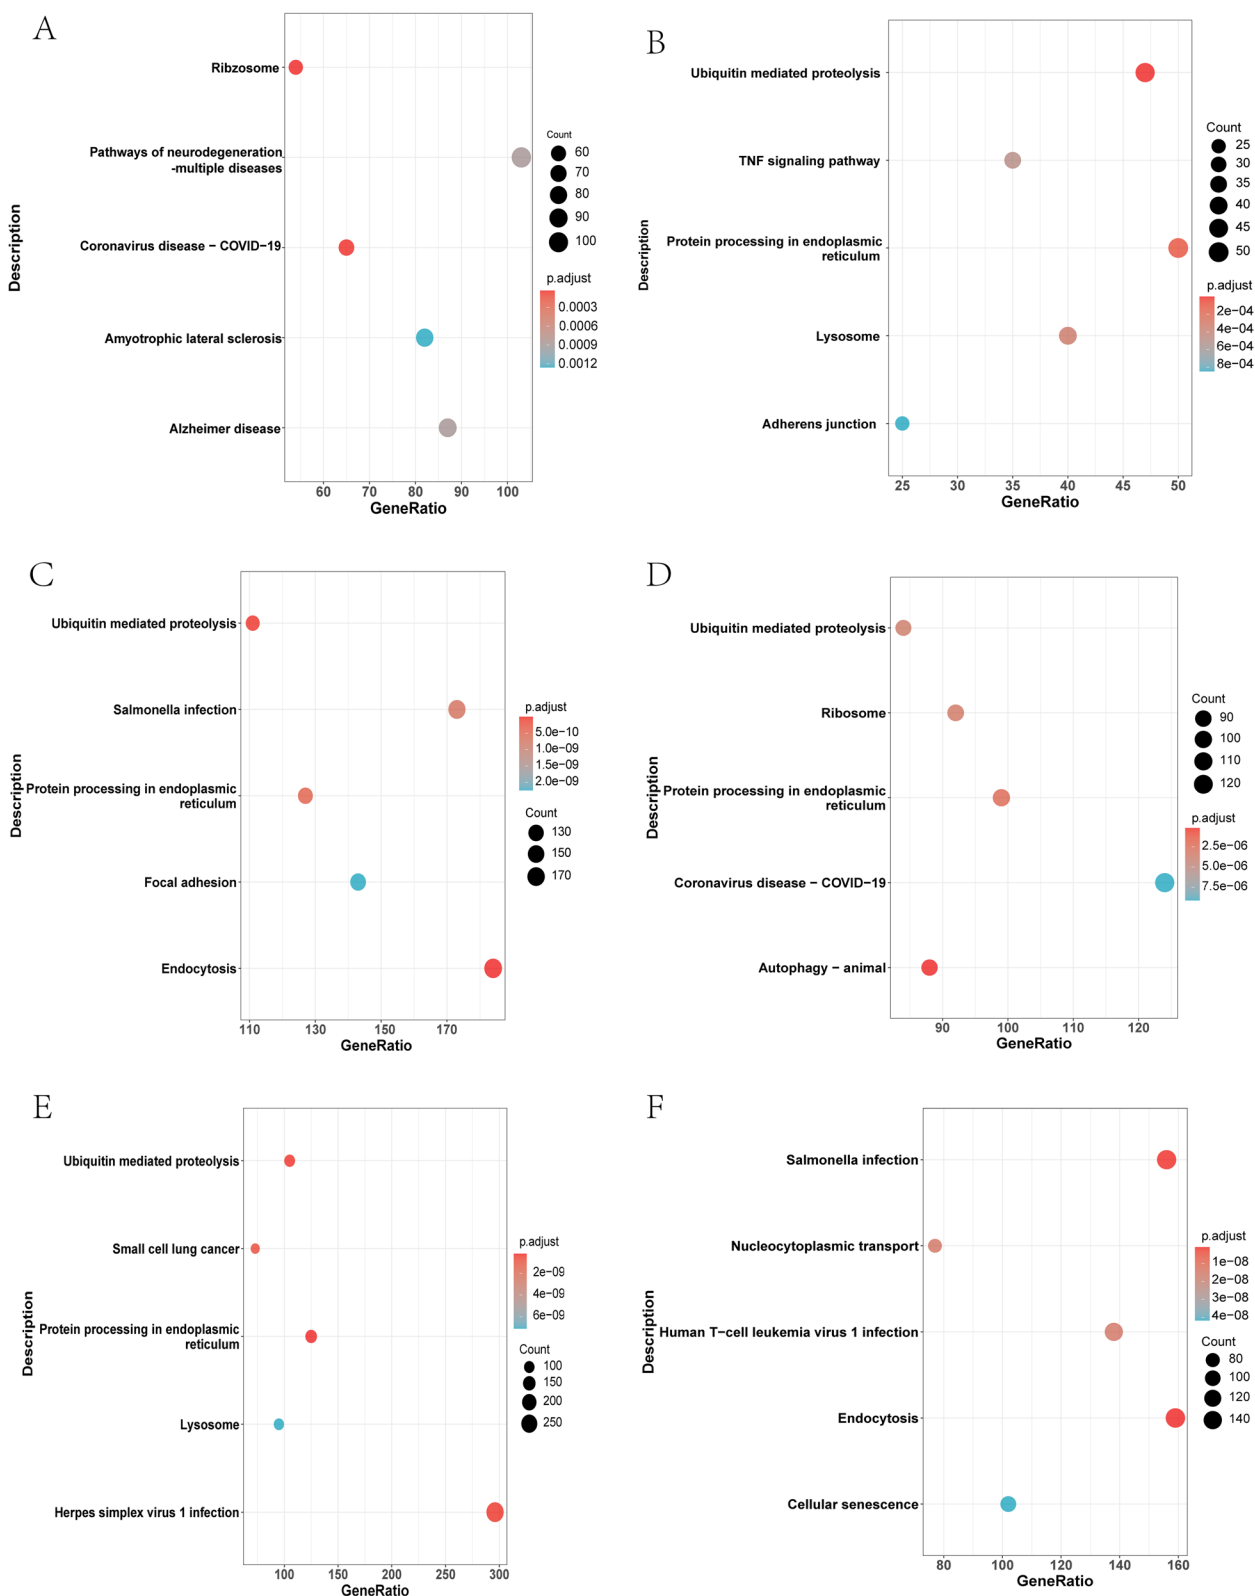 A
Description
Ribzosome
Pathways of neurodegeneration
-multiple diseases
Coronavirus disease − COVID−19
Amyotrophic lateral sclerosis
Alzheimer disease
60 70 80 90 100
GeneRatio
Count
60
70
80
90
100
p.adjust
0.0003
0.0006
0.0009
0.0012
B
Description
Ubiquitin mediated proteolysis
TNF signaling pathway
Protein processing in endoplasmic
reticulum
Lysosome
Adherens junction
25 30 35 40 45 50
GeneRatio
Count
25
30
35
40
45
50
p.adjust
2e−04
4e−04
6e−04
8e−04
C
Description
Ubiquitin mediated proteolysis
Salmonella infection
Protein processing in endoplasmic
reticulum
Focal adhesion
Endocytosis
110 130 150 170
GeneRatio
p.adjust
5.0e−10
1.0e−09
1.5e−09
2.0e−09
Count
130
150
170
D
Description
Ubiquitin mediated proteolysis
Ribosome
Protein processing in endoplasmic
reticulum
Coronavirus disease − COVID−19
Autophagy − animal
90 100 110 120
GeneRatio
Count
90
100
110
120
p.adjust
2.5e−06
5.0e−06
7.5e−06
E
Description
Ubiquitin mediated proteolysis
Small cell lung cancer
Protein processing in endoplasmic
reticulum
Lysosome
Herpes simplex virus 1 infection
100 150 200 250 300
GeneRatio
p.adjust
2e−09
4e−09
6e−09
Count
100
150
200
250
F
Description
Salmonella infection
Nucleocytoplasmic transport
Human T−cell leukemia virus 1 infection
Endocytosis
Cellular senescence
80 100 120 140 160
GeneRatio
p.adjust
1e−08
2e−08
3e−08
4e−08
Count
80
100
120
140